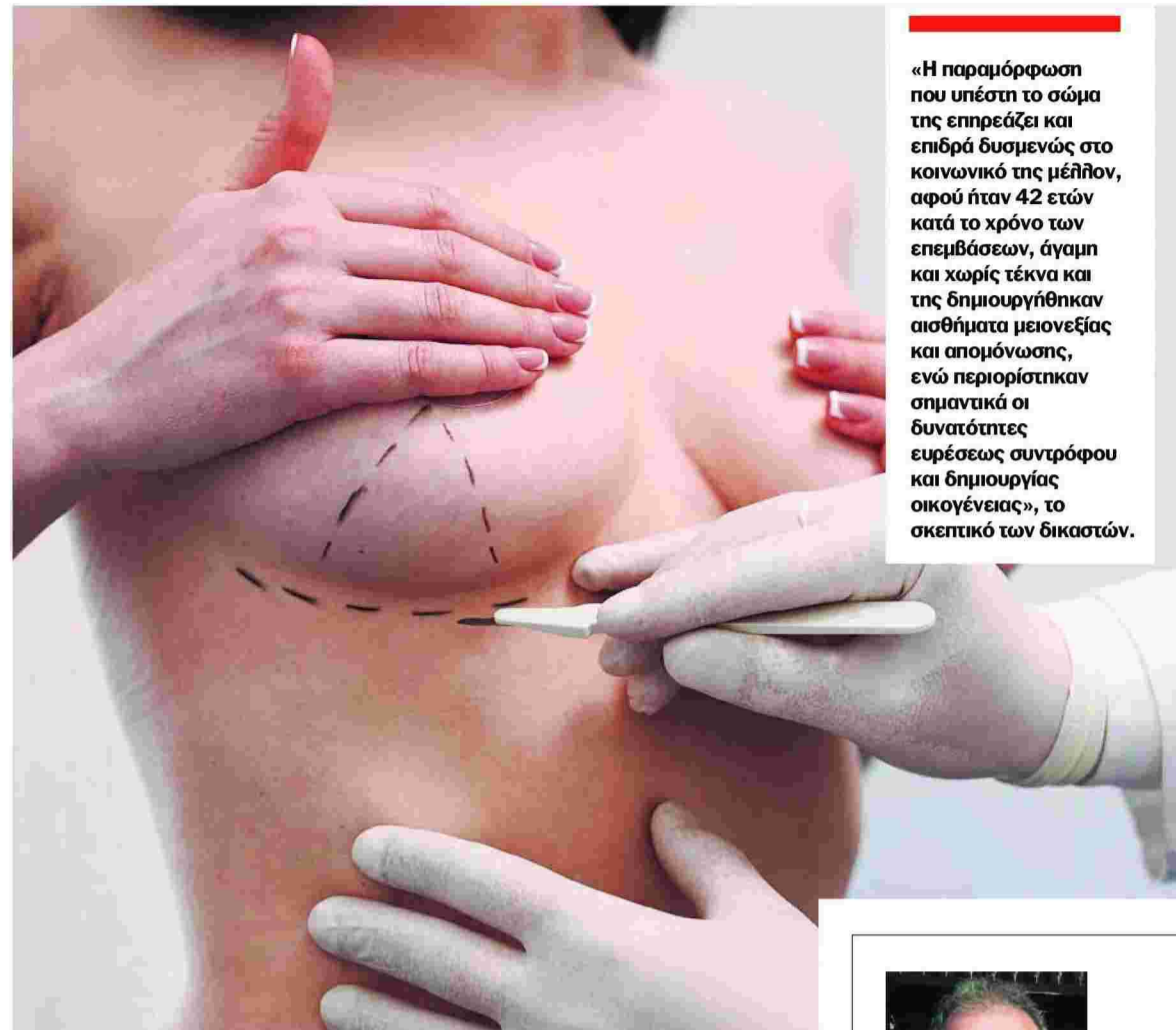 «Η παραμόρφωση
που υπέστη το σώμα
της επηρεάζει και
επιδρά δυσμενώς στο
κοινωνικό της μέλλον,
αφού ήταν 42 ετών
κατά το χρόνο των
επεμβάσεων, άγαμη
και χωρίς τέκνα και
της δημιουργήθηκαν
αισθήματα μειονεξίας
και απομόνωσης,
ενώ περιορίστηκαν
σημαντικά οι
δυνατότητες
ευρέσεως συντρόφου
και δημιουργίας
οικογένειας», το
σκεπτικό των δικαστών.